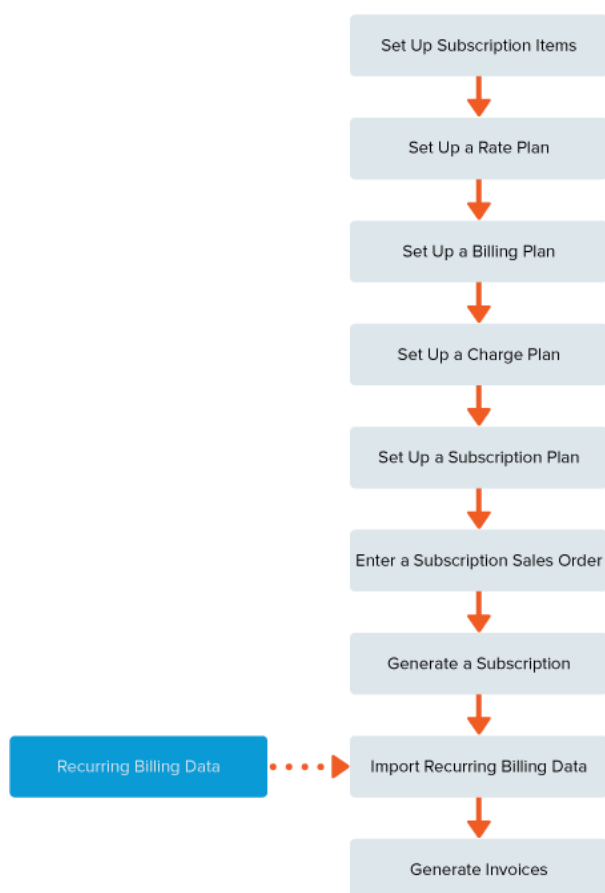 Set Up Subscription Items
Set Up a Rate Plan
Set Up a Billing Plan
Set Up a Charge Plan
Set Up a Subscription Plan
Enter a Subscription Sales Order
Generate a Subscription
Recurring Billing Data
Import Recurring Billing Data
Generate Invoices